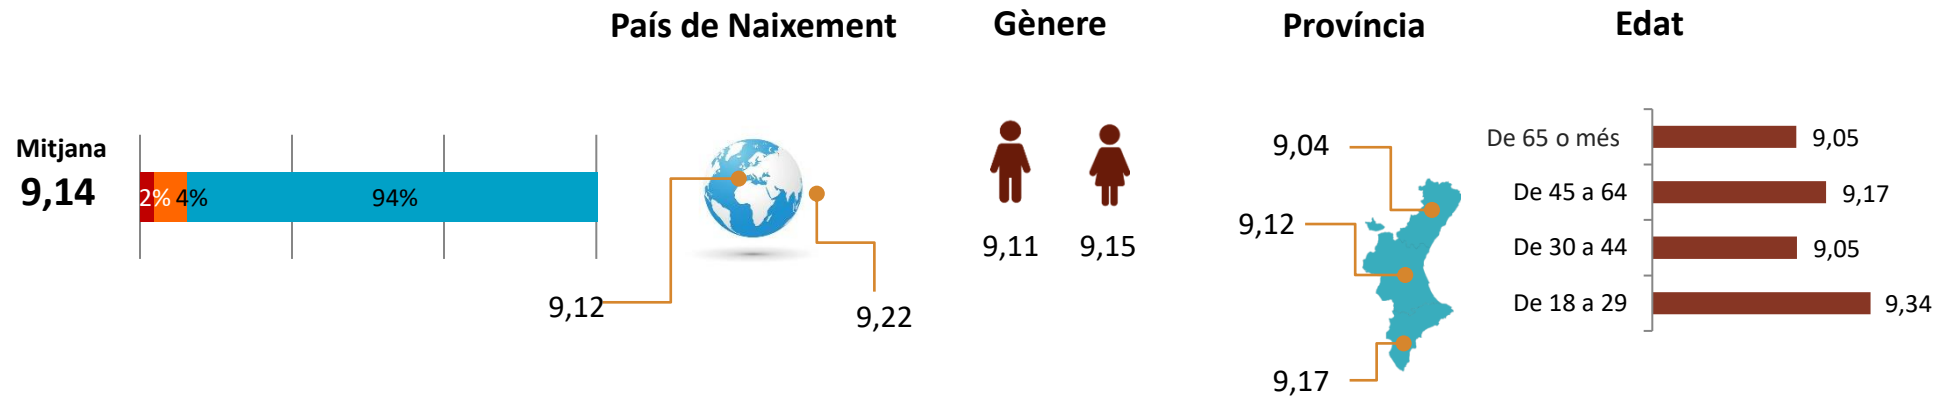 País de Naixement
Gènere
Província
Edat
Mitjana
9,14
2%
4%
94%
9,12
9,22
9,11
9,15
9,04
9,12
9,17
De 65 o més
9,05
De 45 a 64
9,17
De 30 a 44
9,05
De 18 a 29
9,34